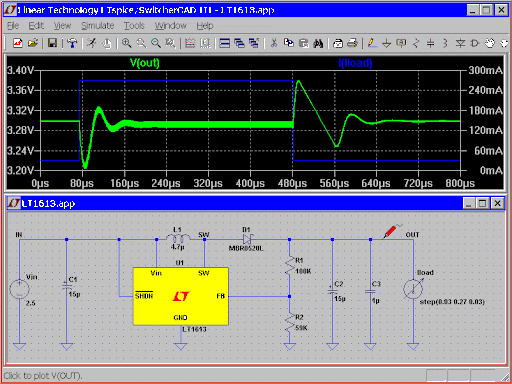 Linear Technology LTspice/SwitcherCAD III - LT1613.app
File Edit View Simulate Tools Window Help
V(out) I(Iload)
3.40V 300mA
3.36V 240mA
3.32V 180mA
3.28V 120mA
3.24V 60mA
3.20V 0mA
0µs 80µs 160µs 240µs 320µs 400µs 480µs 560µs 640µs 720µs 800µs
LT1613.app
IN L1 SW D1 OUT
4.7µ MBR0520L
U1
Vin SW R1
100K
Vin C1 SHDN FB C2 C3 Iload
2.5 15µ 15µ 1µ step(0.03 0.27 0.03)
GND R2
LT1613 59K
Click to plot V(OUT).